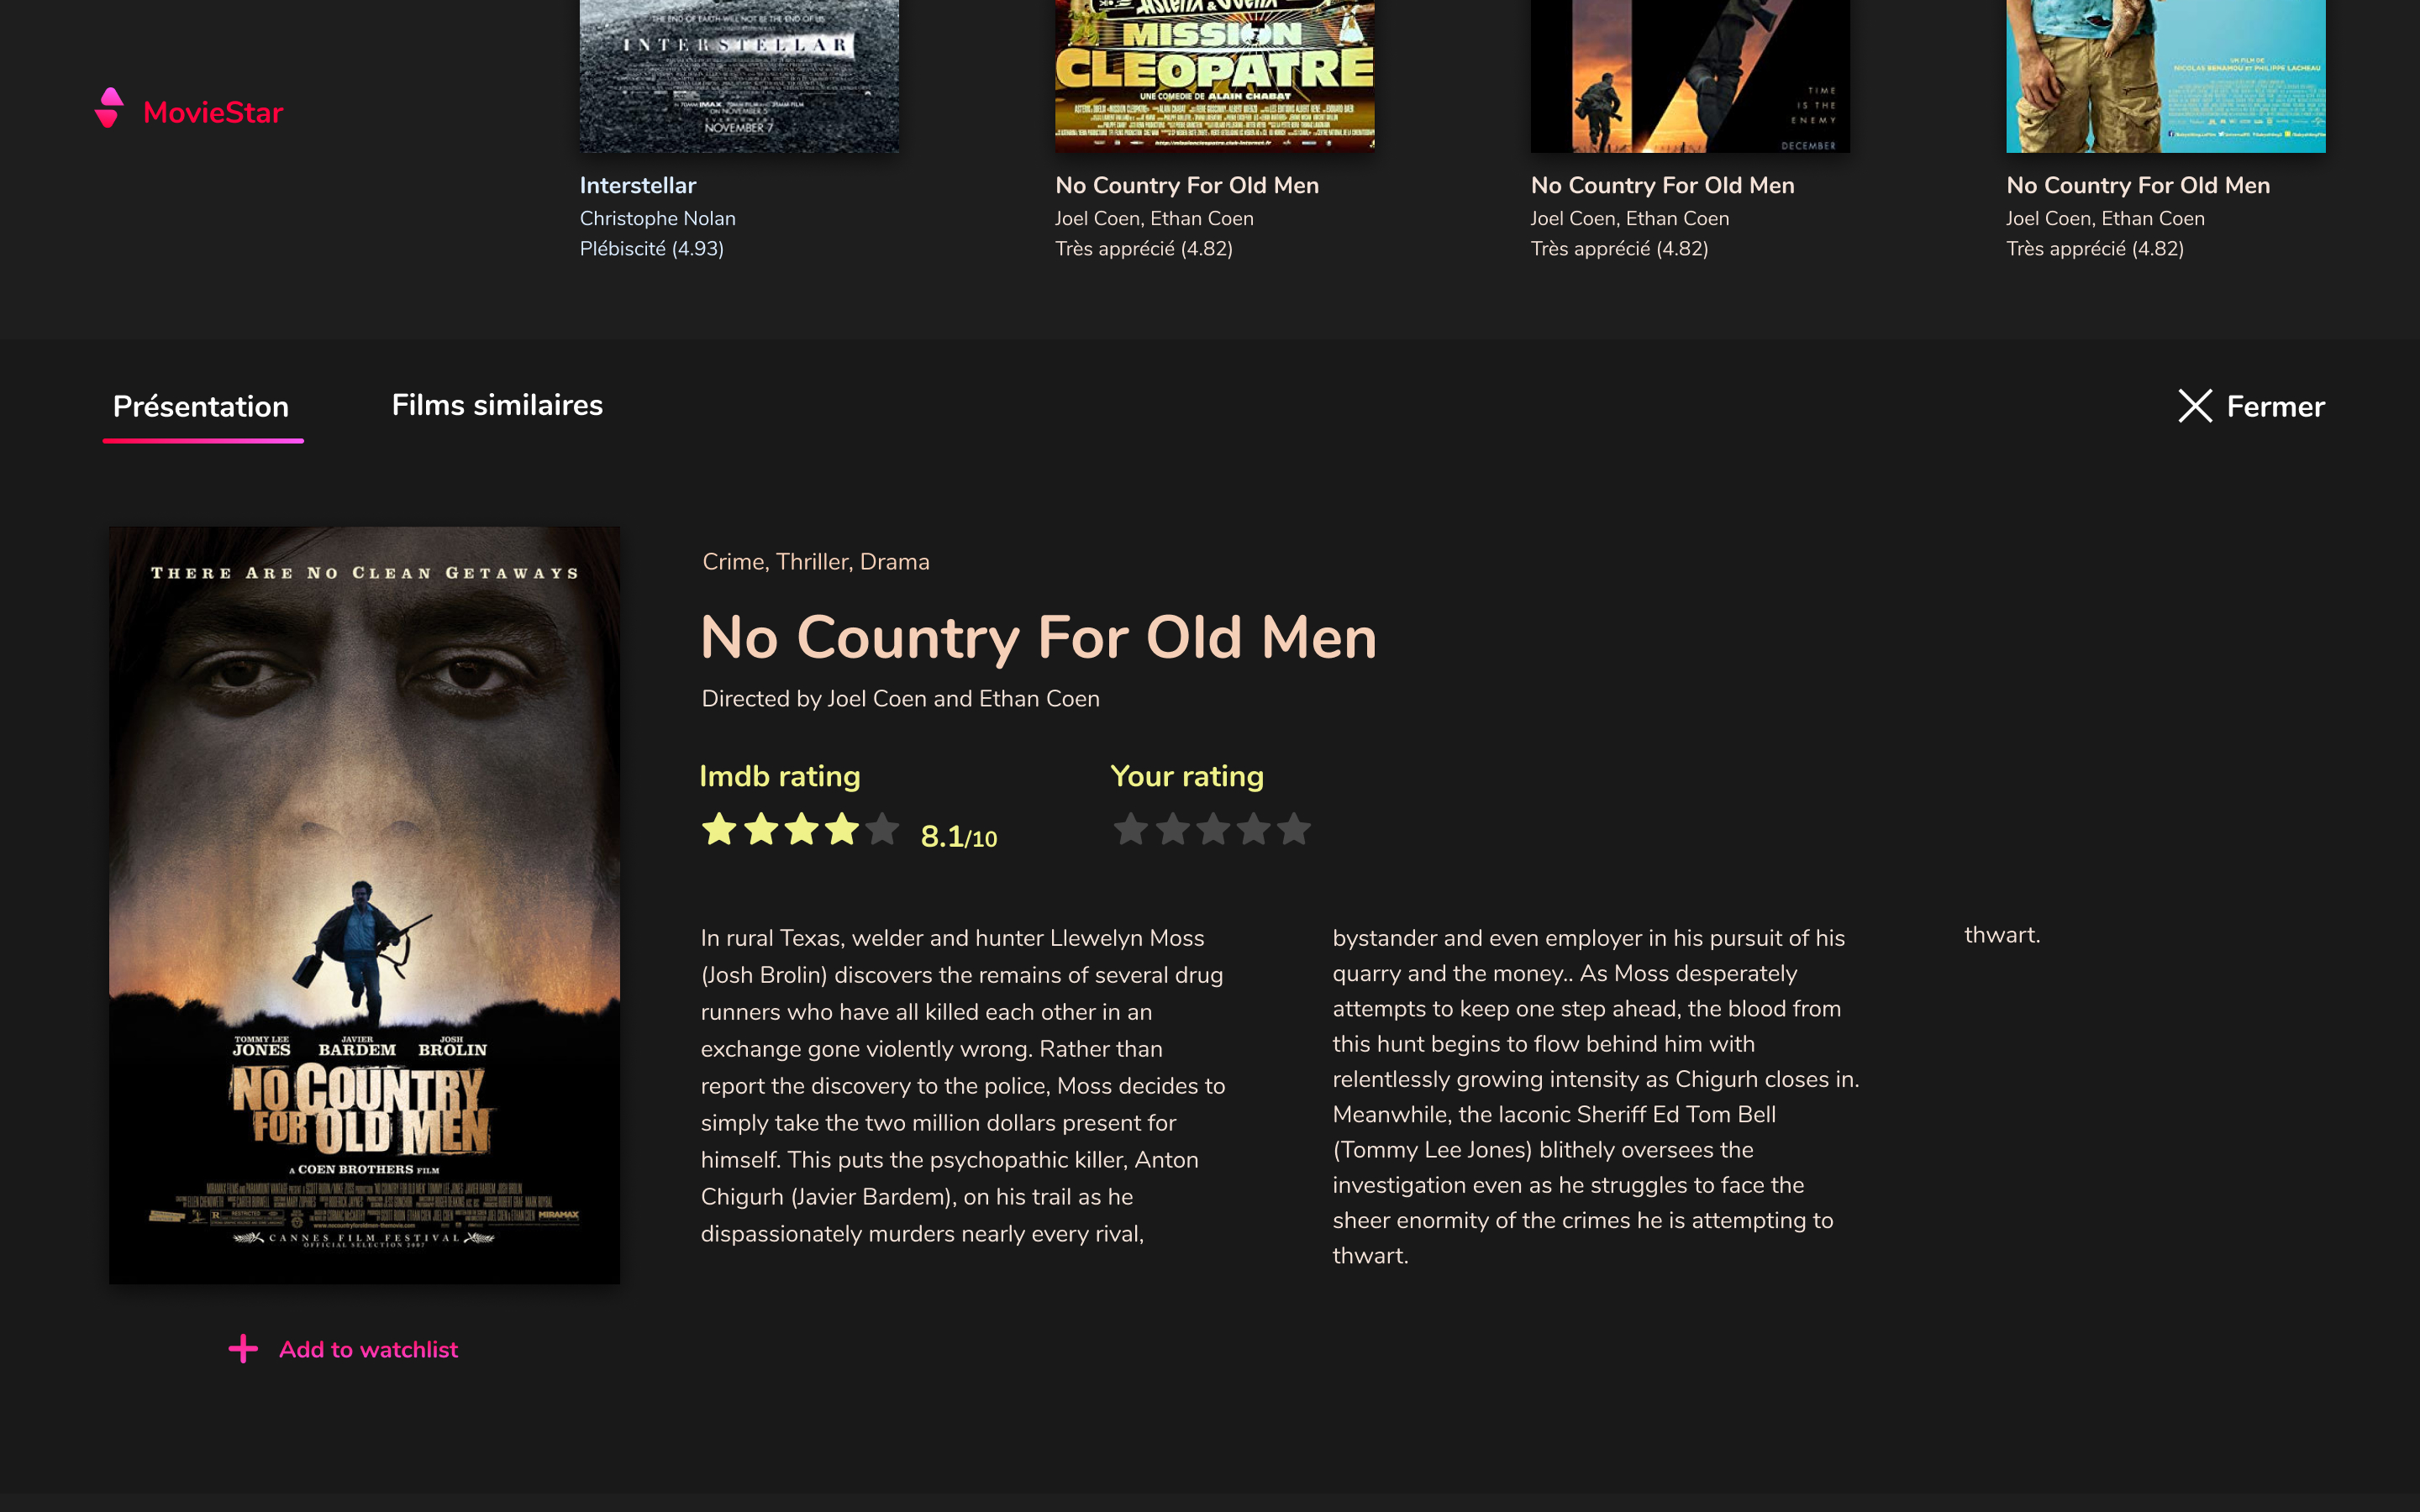 THE END OF EARTH WILL NOT BE THE END OF US
INTERSTELLAR
NOVEMBER 7
Astérix & Obélix
MISSION
CLEOPATRE
UNE COMEDIE DE ALAIN CHABAT
http://missioncleopatre.club-internet.fr
TIME
IS THE
ENEMY
DECEMBER
UN FILM DE
NICOLAS BENAMOU ET PHILIPPE LACHEAU
MovieStar
Interstellar
Christophe Nolan
Plébiscité (4.93)
No Country For Old Men
Joel Coen, Ethan Coen
Très apprécié (4.82)
No Country For Old Men
Joel Coen, Ethan Coen
Très apprécié (4.82)
No Country For Old Men
Joel Coen, Ethan Coen
Très apprécié (4.82)
Présentation
Films similaires
Fermer
THERE ARE NO CLEAN GETAWAYS
TOMMY LEE JONES
JAVIER BARDEM
JOSH BROLIN
NO COUNTRY
FOR OLD MEN
A COEN BROTHERS FILM
MIRAMAX
CANNES FILM FESTIVAL
OFFICIAL SELECTION 2007
Add to watchlist
Crime, Thriller, Drama
No Country For Old Men
Directed by Joel Coen and Ethan Coen
Imdb rating
8.1/10
Your rating
In rural Texas, welder and hunter Llewelyn Moss
(Josh Brolin) discovers the remains of several drug
runners who have all killed each other in an
exchange gone violently wrong. Rather than
report the discovery to the police, Moss decides to
simply take the two million dollars present for
himself. This puts the psychopathic killer, Anton
Chigurh (Javier Bardem), on his trail as he
dispassionately murders nearly every rival,
bystander and even employer in his pursuit of his
quarry and the money.. As Moss desperately
attempts to keep one step ahead, the blood from
this hunt begins to flow behind him with
relentlessly growing intensity as Chigurh closes in.
Meanwhile, the laconic Sheriff Ed Tom Bell
(Tommy Lee Jones) blithely oversees the
investigation even as he struggles to face the
sheer enormity of the crimes he is attempting to
thwart.
thwart.